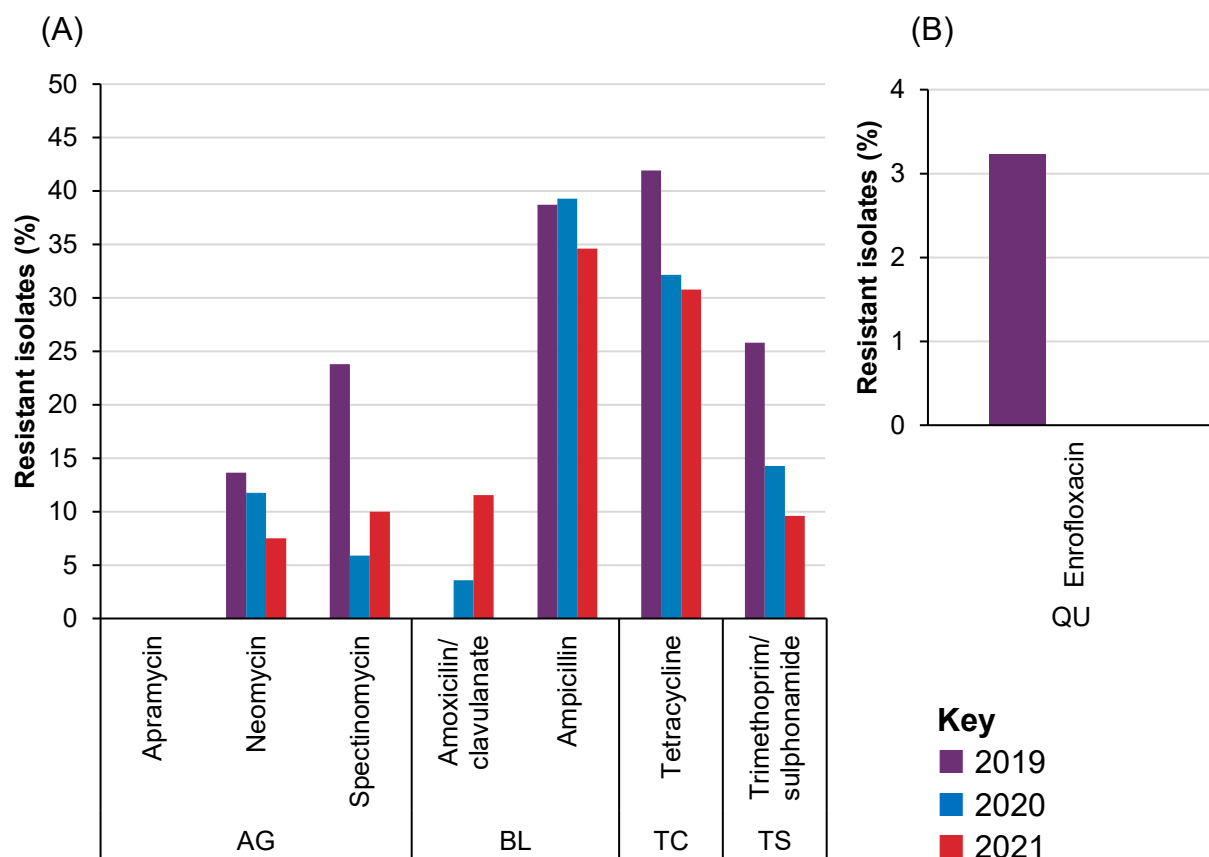 (A)
Resistant isolates (%)
50
45
40
35
30
25
20
15
10
5
0
Apramycin
Neomycin
Spectinomycin
Amoxicilin/
clavulanate
Ampicillin
Tetracycline
Trimethoprim/
sulphonamide
AG
BL
TC
TS
(B)
Resistant isolates (%)
4
3
2
1
0
Enrofloxacin
QU
Key
2019
2020
2021